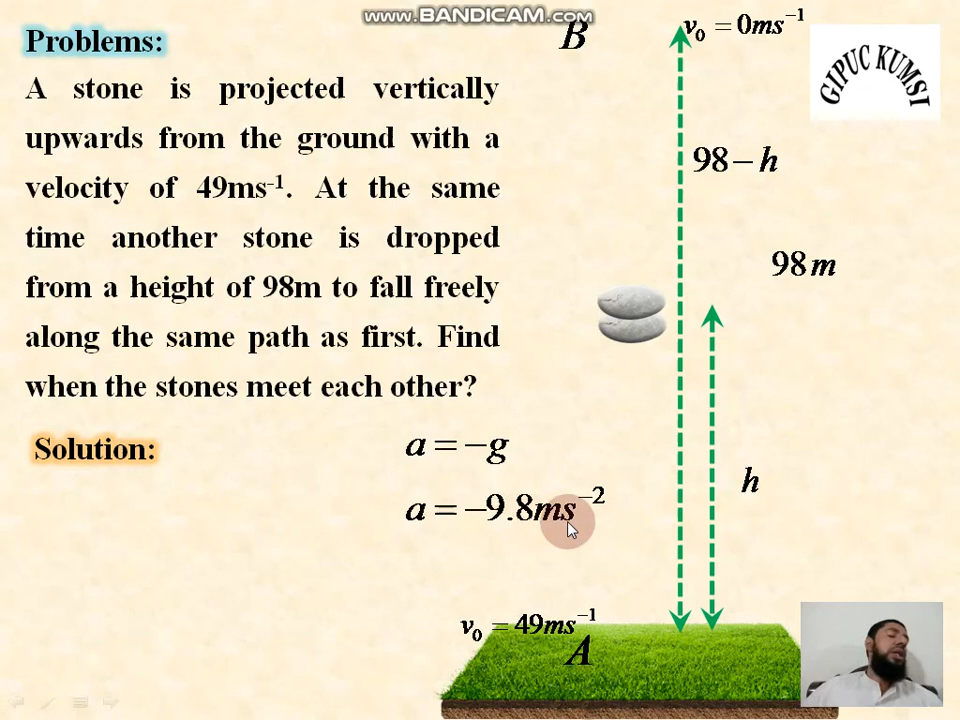 www.BANDICAM.com
Problems:
A stone is projected vertically
upwards from the ground with a
velocity of 49ms⁻¹. At the same
time another stone is dropped
from a height of 98m to fall freely
along the same path as first. Find
when the stones meet each other?
Solution:
a = −g
a = −9.8ms⁻²
B
v₀ = 0ms⁻¹
GIPUC KUMSI
98 − h
98 m
h
v₀ = 49ms⁻¹
A